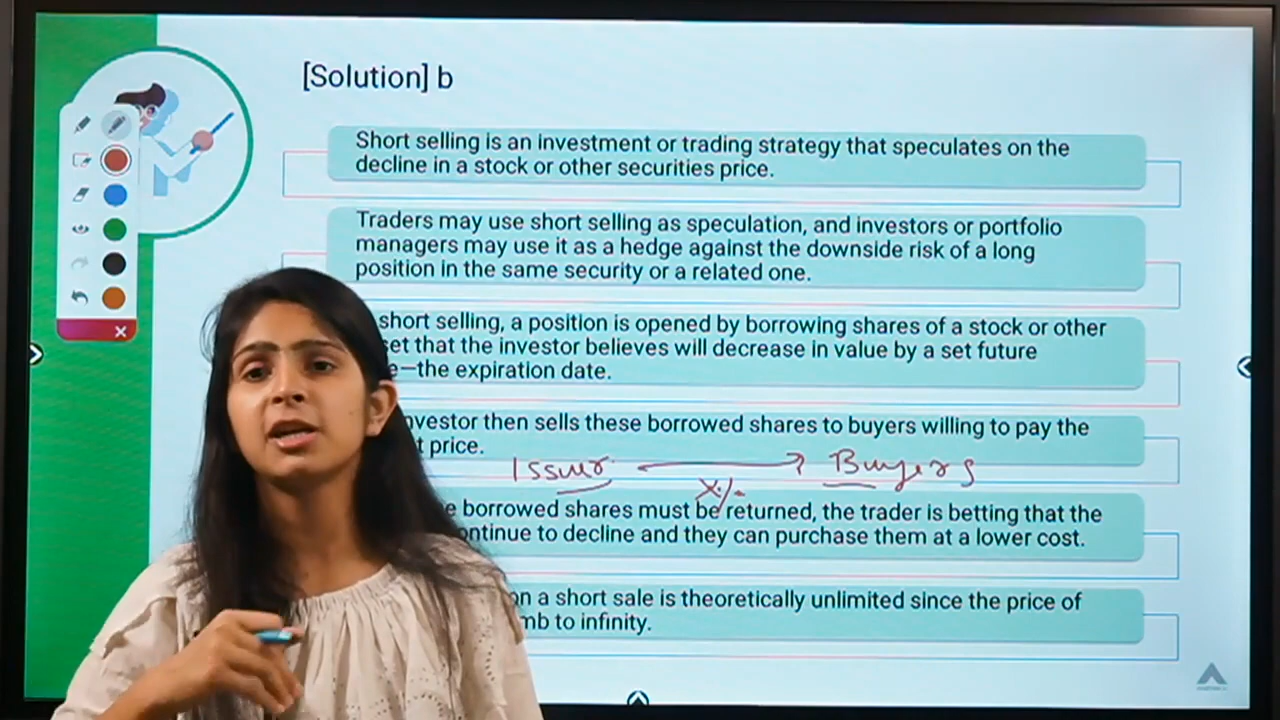 [Solution] b
Short selling is an investment or trading strategy that speculates on the
decline in a stock or other securities price.
Traders may use short selling as speculation, and investors or portfolio
managers may use it as a hedge against the downside risk of a long
position in the same security or a related one.
short selling, a position is opened by borrowing shares of a stock or other
that the investor believes will decrease in value by a set future
—the expiration date.
then sells these borrowed shares to buyers willing to pay the
price.
Issuer Buyers
borrowed shares must be returned, the trader is betting that the
to decline and they can purchase them at a lower cost.
on a short sale is theoretically unlimited since the price of
to infinity.